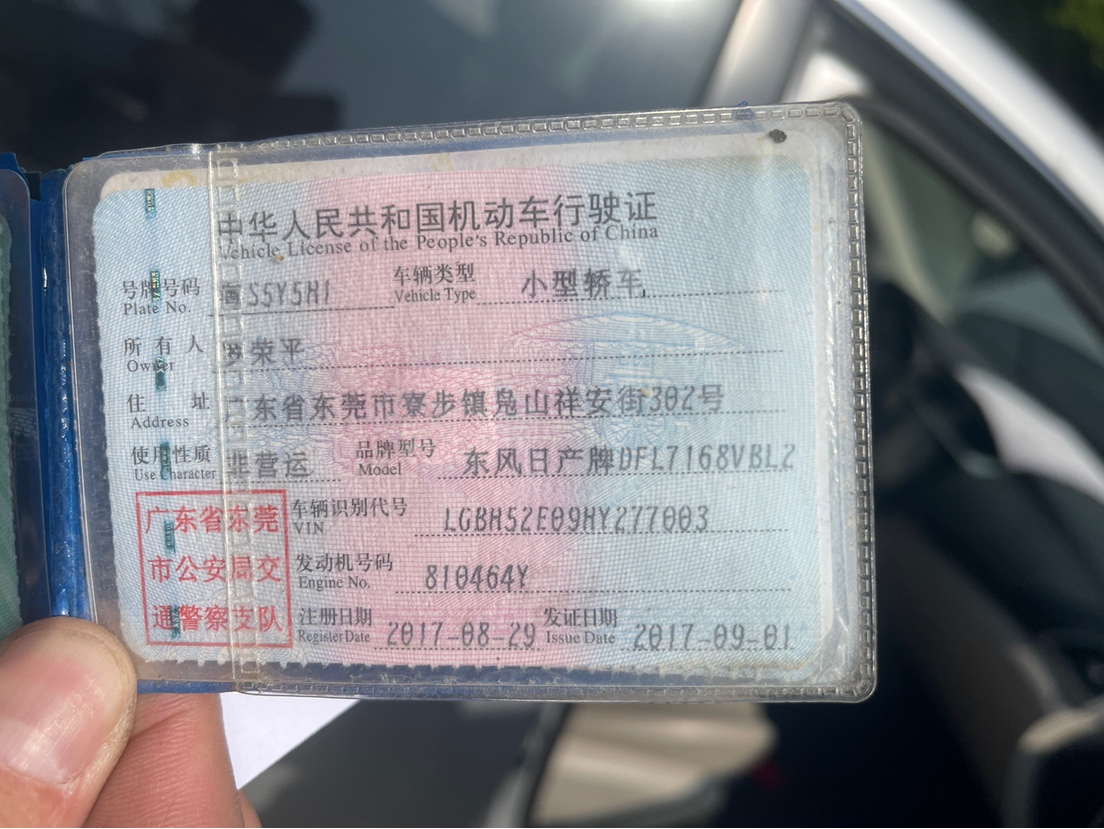 中华人民共和国机动车行驶证
Vehicle License of the People's Republic of China
号牌号码 S5Y5H1 车辆类型 小型轿车
Plate No. Vehicle Type
所有人 荣平
Owner
住址 广东省东莞市寮步镇凫山祥安街302号
Address
使用性质 非营运 品牌型号 东风日产牌DFL7168VBL2
Use Character Model
广东省东莞
市公安局交
通警察支队
车辆识别代号 LGBH52E09HY277003
VIN
发动机号码 810464Y
Engine No.
注册日期 2017-08-29 发证日期 2017-09-01
Register Date Issue Date